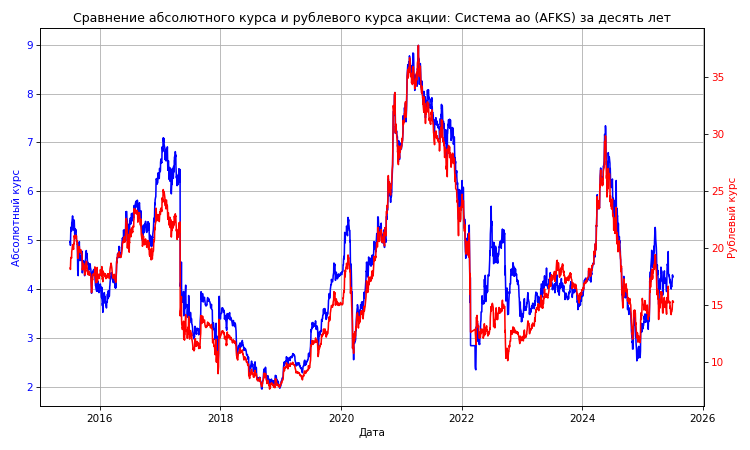 Сравнение абсолютного курса и рублевого курса акции: Система ао (AFKS) за десять лет
9
8
7
6
5
4
3
2
Абсолютный курс
35
30
25
20
15
10
Рублевый курс
2016 2018 2020 2022 2024 2026
Дата